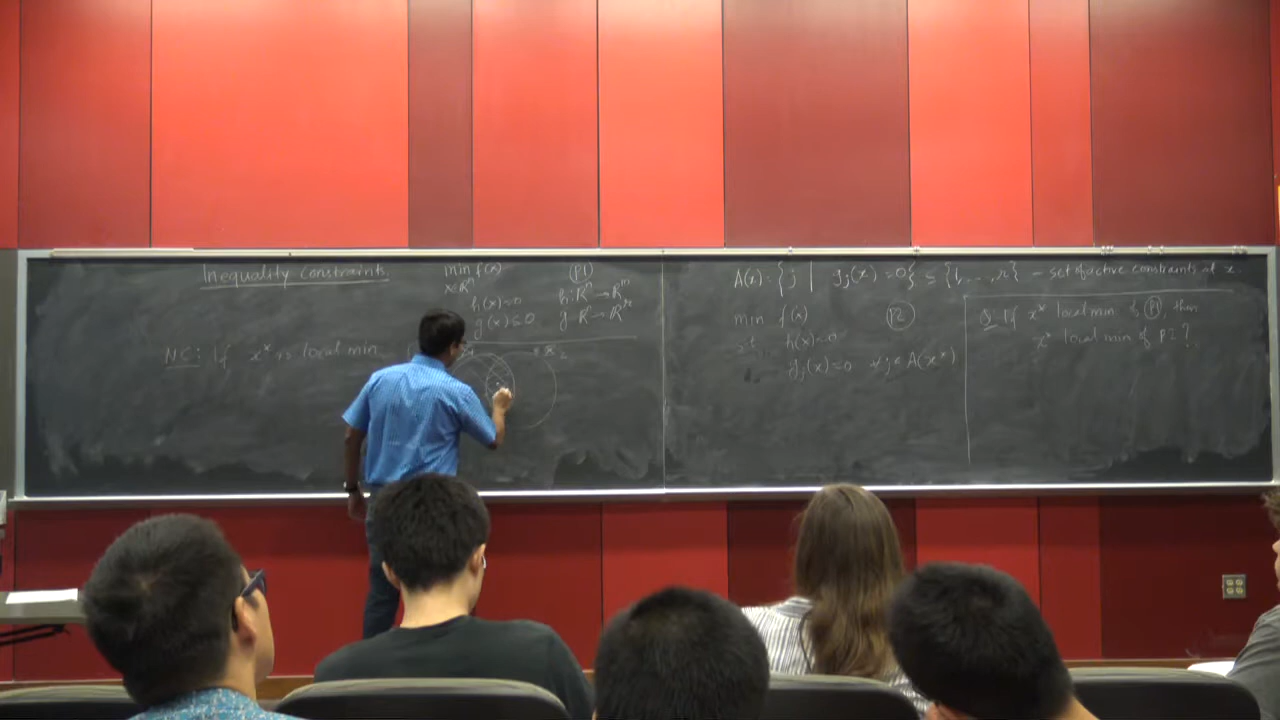 Inequality Constraints.
min f(x) (P1)
x∈ℝⁿ
h(x)=0 h: ℝⁿ→ℝᵐ
g(x)≤0 g: ℝⁿ→ℝʳ
NC: If x* is local min
A(x): { j | gj(x)=0} ⊆ {1,...,r} – set of active constraints at x.
min f(x) (P2)
s.t. h(x)=0
gj(x)=0 ∀j∈A(x*)
Q: If x* local min of (P1), then
x* local min of P2?